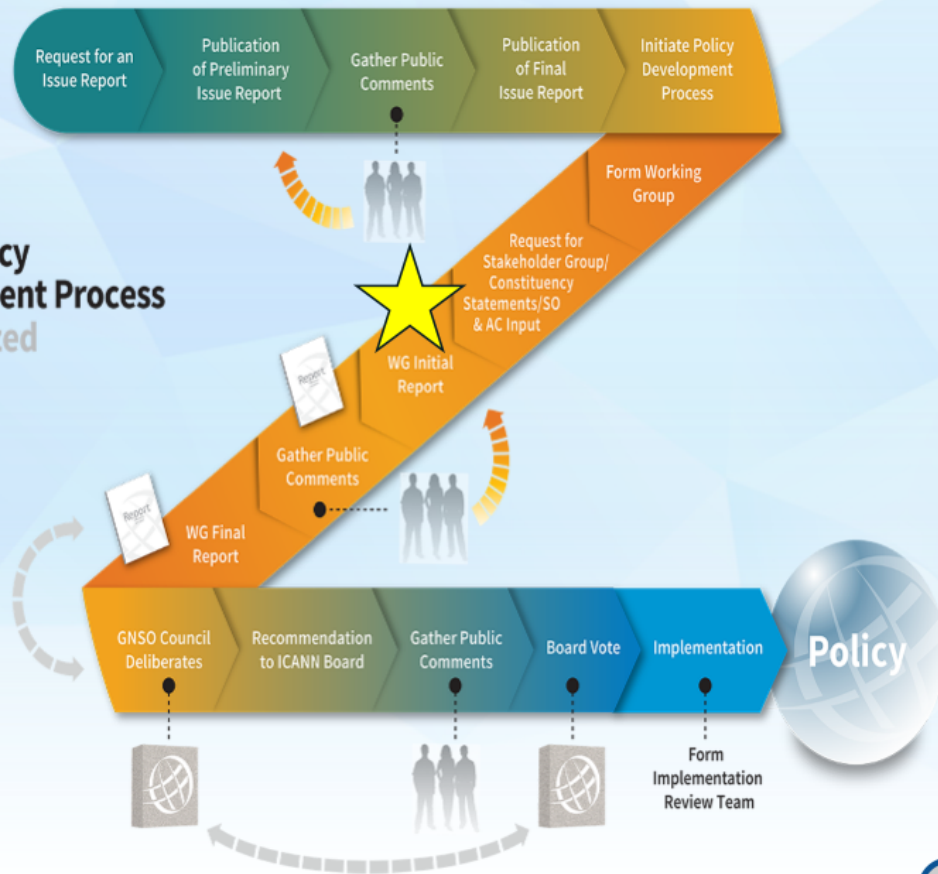 Request for an
Issue Report
Publication
of Preliminary
Issue Report
Gather Public
Comments
Publication
of Final
Issue Report
Initiate Policy
Development
Process
Form Working
Group
Request for
Stakeholder Group/
Constituency
Statements/SO
& AC Input
cy
ent Process
zed
WG Initial
Report
Report
Gather Public
Comments
Report
WG Final
Report
GNSO Council
Deliberates
Recommendation
to ICANN Board
Gather Public
Comments
Board Vote
Implementation
Policy
Form
Implementation
Review Team